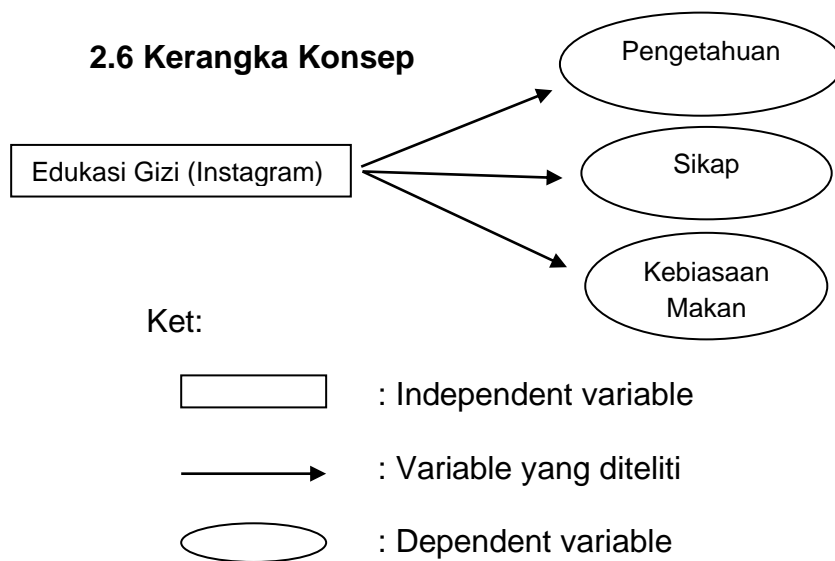 2.6 Kerangka Konsep
Pengetahuan
Edukasi Gizi (Instagram)
Sikap
Kebiasaan
Makan
Ket:
: Independent variable
: Variable yang diteliti
: Dependent variable